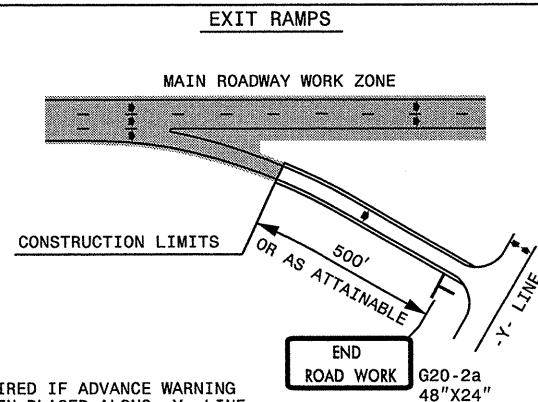 EXIT RAMPS
MAIN ROADWAY WORK ZONE
CONSTRUCTION LIMITS
500'
OR AS ATTAINABLE
-Y- LINE
END
ROAD WORK
G20-2a
48"X24"
IF ADVANCE WARNING
PLACED ALONG -Y- LINE